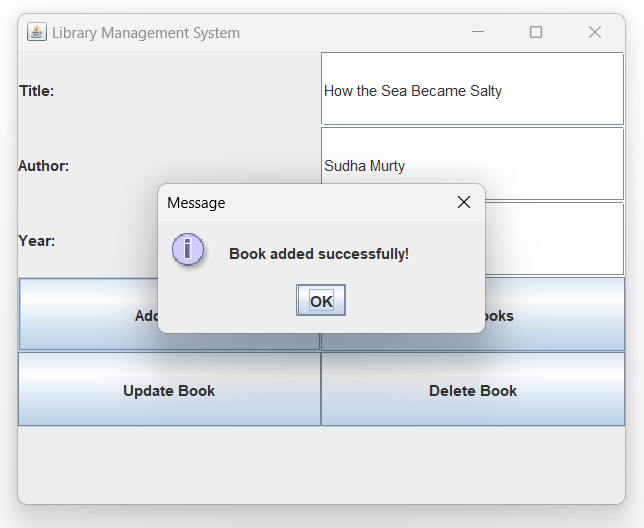 Library Management System
Title:
How the Sea Became Salty
Author:
Sudha Murty
Message
Year:
Book added successfully!
OK
Update Book
Delete Book